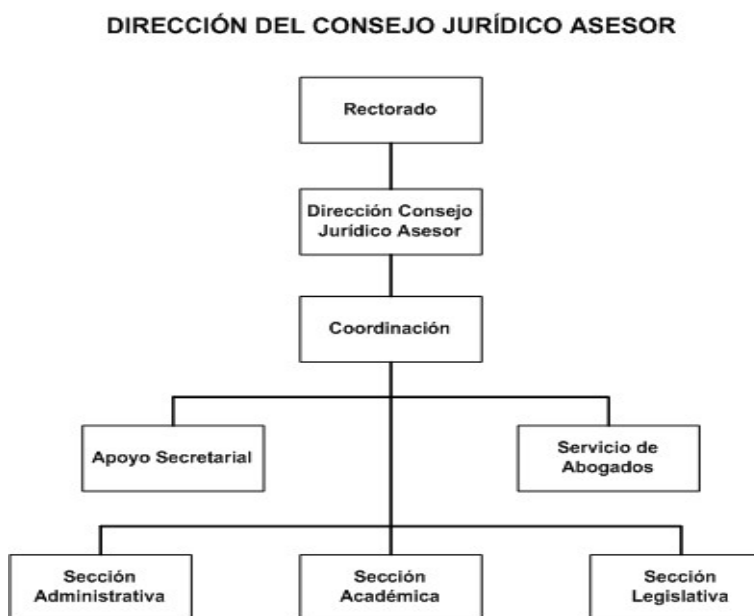 DIRECCIÓN DEL CONSEJO JURÍDICO ASESOR
Rectorado
Dirección Consejo
Jurídico Asesor
Coordinación
Apoyo Secretarial
Servicio de
Abogados
Sección
Administrativa
Sección
Académica
Sección
Legislativa